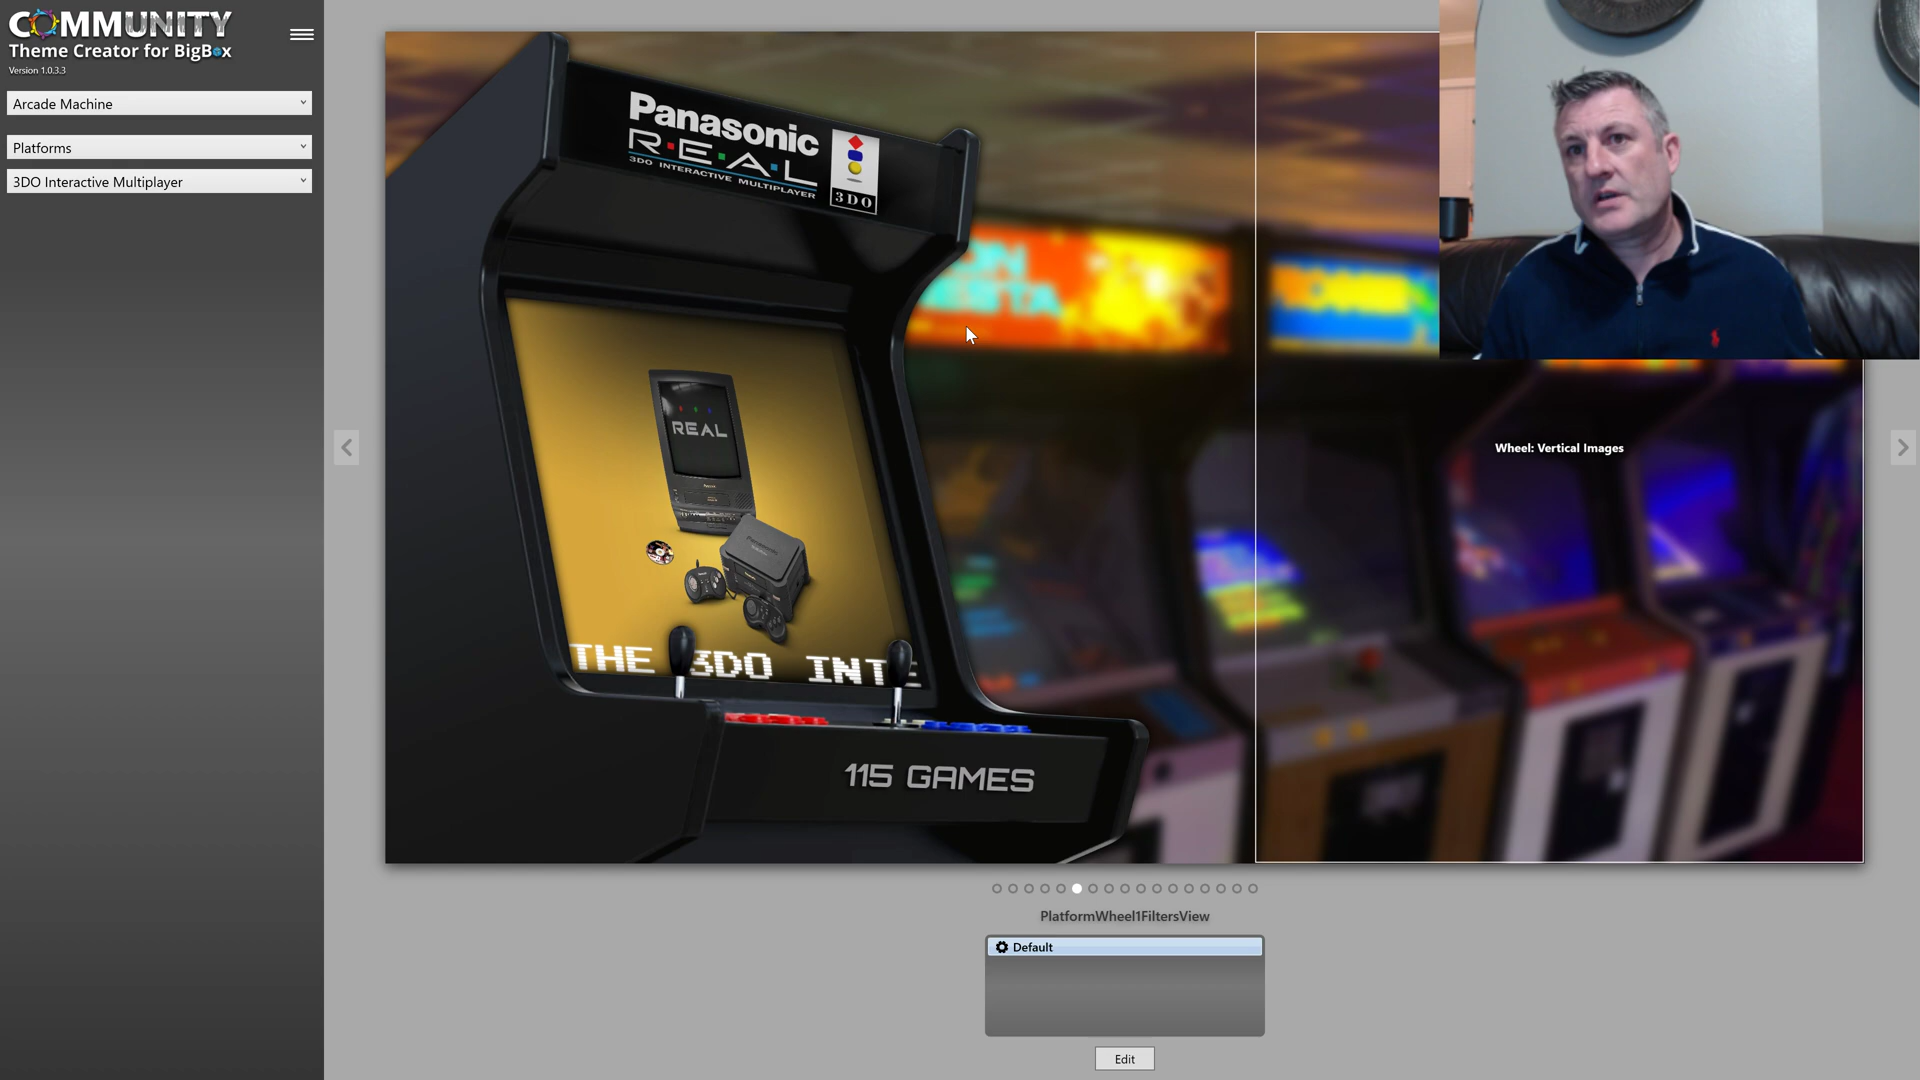 COMMUNITY
Theme Creator for BigBox
Version 1.0.3.3
Arcade Machine
Platforms
3DO Interactive Multiplayer
Panasonic
R·E·A·L
3DO INTERACTIVE MULTIPLAYER
3DO
REAL
THE 3DO INTE
115 GAMES
Wheel: Vertical Images
PlatformWheel1FiltersView
Default
Edit